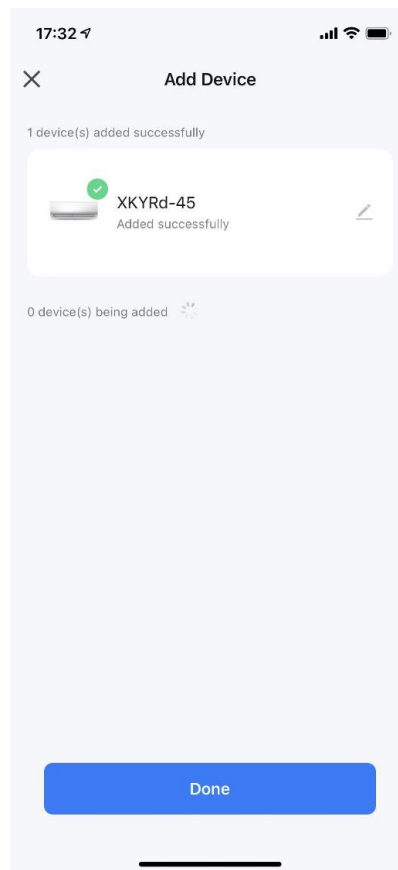 17:32
Add Device
1 device(s) added successfully
XKYRd-45
Added successfully
0 device(s) being added
Done